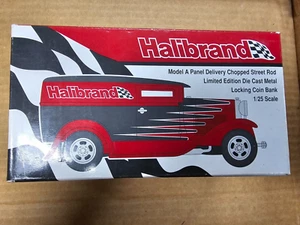 Halibrand
Model A Panel Delivery Chopped Street Rod
Limited Edition Die Cast Metal
Locking Coin Bank
1/25 Scale
Halibrand